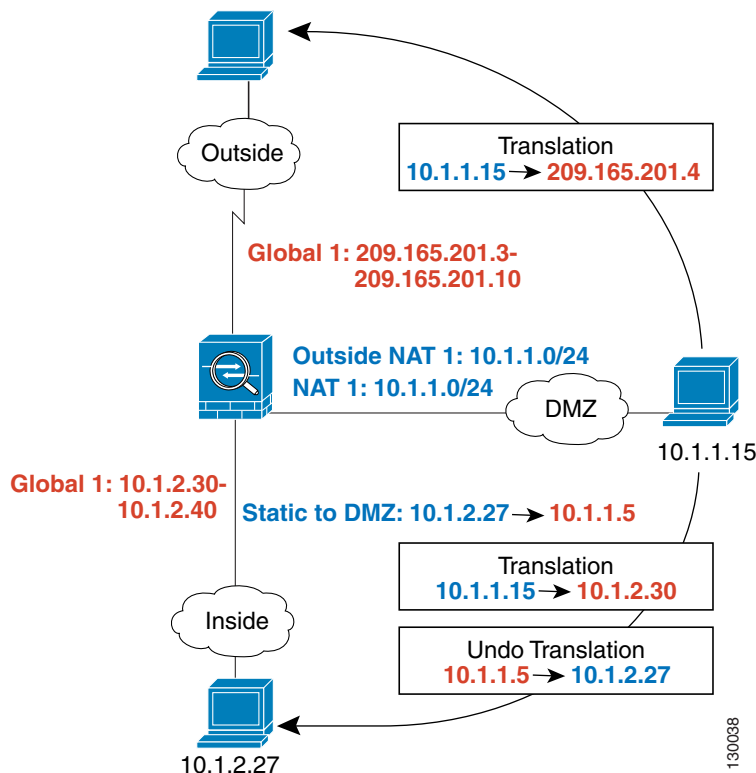 Outside
Translation
10.1.1.15 → 209.165.201.4
Global 1: 209.165.201.3-
209.165.201.10
Outside NAT 1: 10.1.1.0/24
NAT 1: 10.1.1.0/24
DMZ
10.1.1.15
Global 1: 10.1.2.30-
10.1.2.40
Static to DMZ: 10.1.2.27 → 10.1.1.5
Translation
10.1.1.15 → 10.1.2.30
Inside
Undo Translation
10.1.1.5 → 10.1.2.27
10.1.2.27
130038